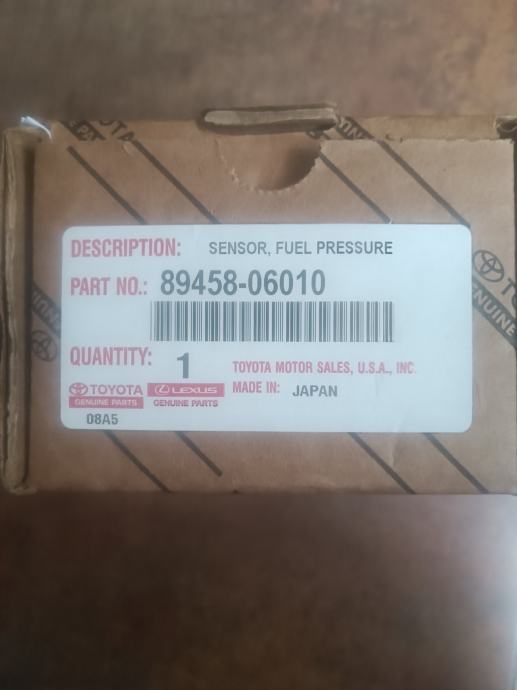 DESCRIPTION: SENSOR, FUEL PRESSURE
PART NO.: 89458-06010
QUANTITY: 1
TOYOTA MOTOR SALES, U.S.A., INC.
MADE IN: JAPAN
TOYOTA
GENUINE PARTS
LEXUS
GENUINE PARTS
08A5